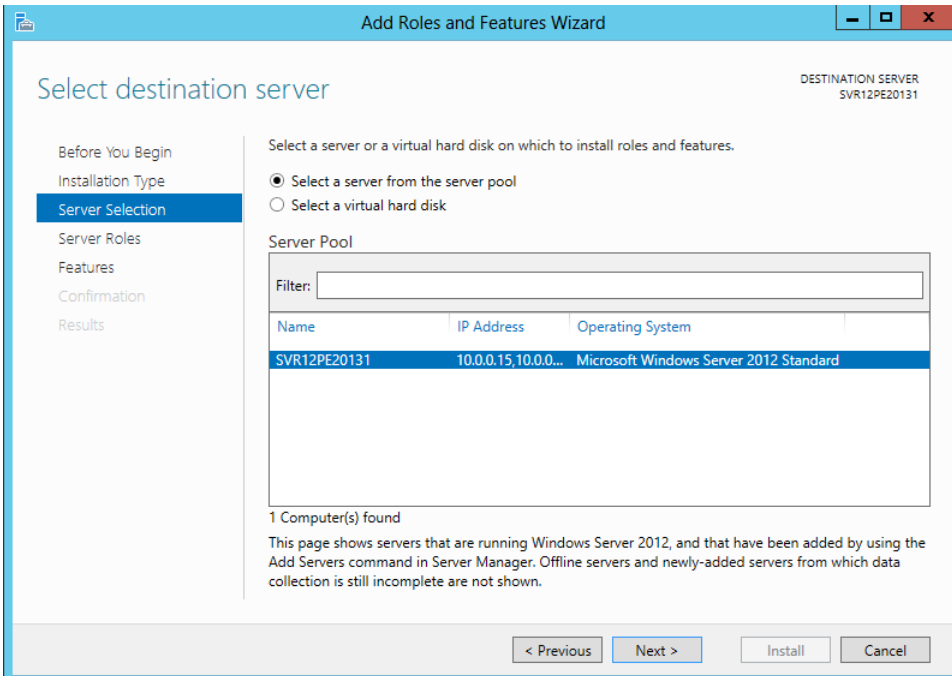 Add Roles and Features Wizard
Select destination server
DESTINATION SERVER
SVR12PE20131
Before You Begin
Installation Type
Server Selection
Server Roles
Features
Confirmation
Results
Select a server or a virtual hard disk on which to install roles and features.
Select a server from the server pool
Select a virtual hard disk
Server Pool
Filter:
Name IP Address Operating System
SVR12PE20131 10.0.0.15,10.0.0... Microsoft Windows Server 2012 Standard
1 Computer(s) found
This page shows servers that are running Windows Server 2012, and that have been added by using the
Add Servers command in Server Manager. Offline servers and newly-added servers from which data
collection is still incomplete are not shown.
< Previous Next > Install Cancel